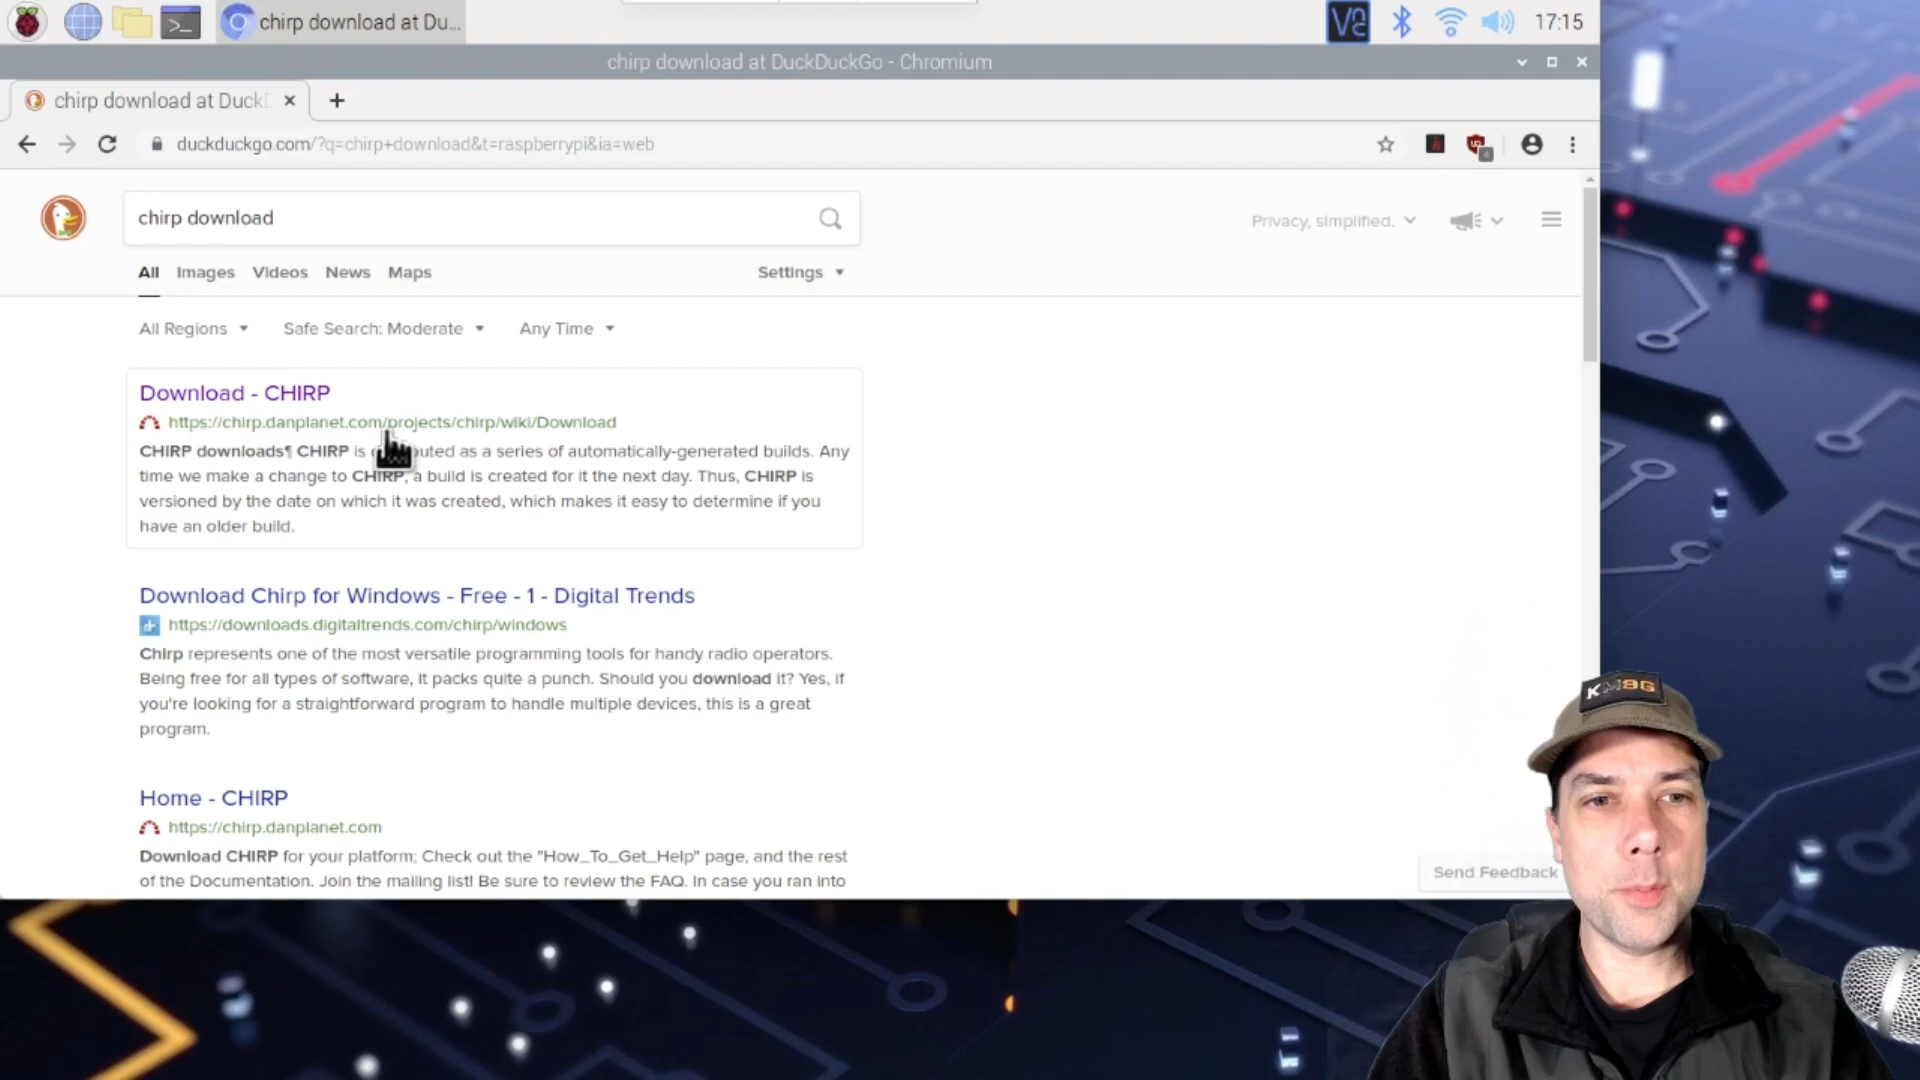 chirp download at Du...
17:15
chirp download at DuckDuckGo - Chromium
chirp download at DuckD
duckduckgo.com/?q=chirp+download&t=raspberrypi&ia=web
chirp download
Privacy, simplified.
All Images Videos News Maps Settings
All Regions Safe Search: Moderate Any Time
Download - CHIRP
https://chirp.danplanet.com/projects/chirp/wiki/Download
CHIRP downloads¶ CHIRP is as a series of automatically-generated builds. Any
time we make a change to CHIRP, a build is created for it the next day. Thus, CHIRP is
versioned by the date on which it was created, which makes it easy to determine if you
have an older build.
Download Chirp for Windows - Free - 1 - Digital Trends
https://downloads.digitaltrends.com/chirp/windows
Chirp represents one of the most versatile programming tools for handy radio operators.
Being free for all types of software, it packs quite a punch. Should you download it? Yes, if
you're looking for a straightforward program to handle multiple devices, this is a great
program.
KM9G
Home - CHIRP
https://chirp.danplanet.com
Download CHIRP for your platform; Check out the "How_To_Get_Help" page, and the rest
of the Documentation. Join the mailing list! Be sure to review the FAQ. In case you ran into
Send Feedback